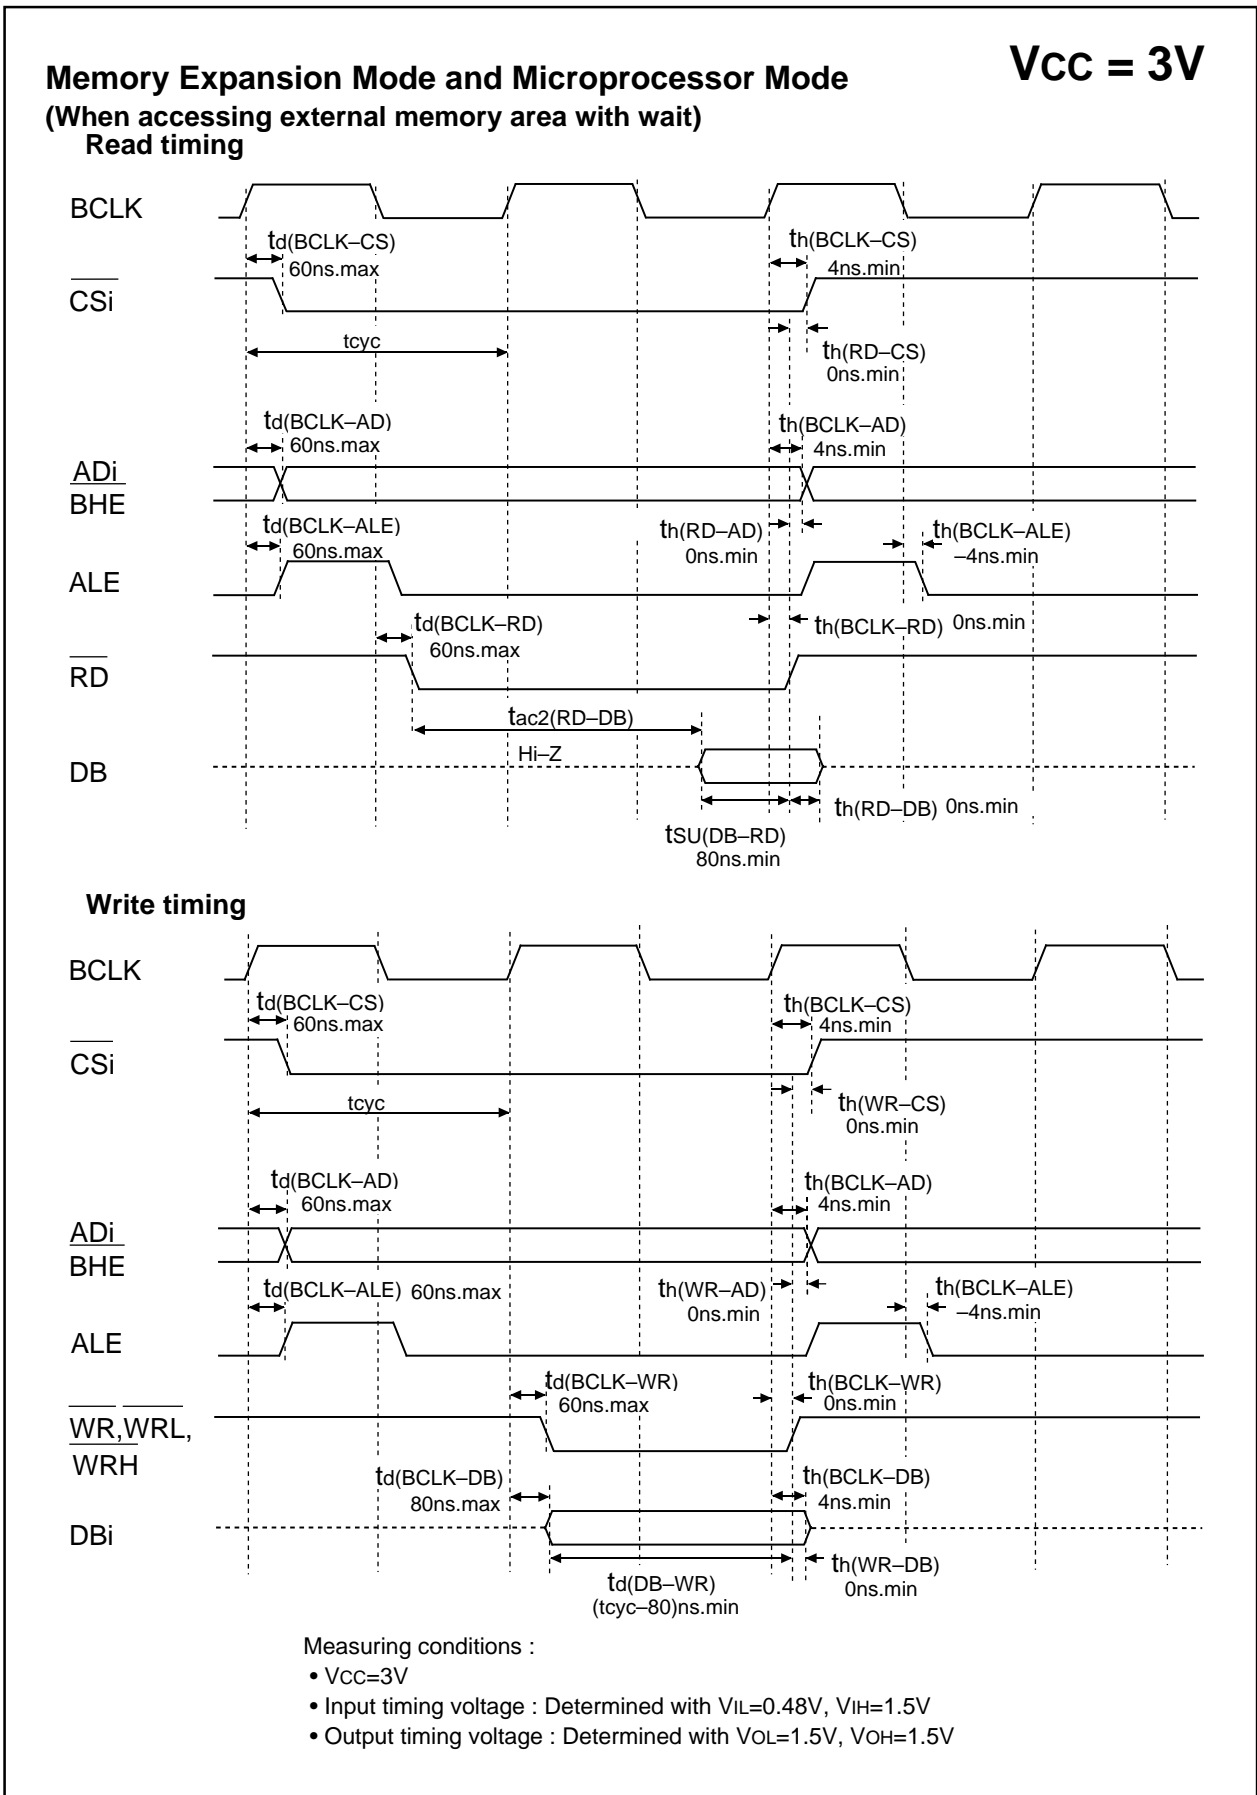 VCC = 3V
Memory Expansion Mode and Microprocessor Mode
(When accessing external memory area with wait)
Read timing
BCLK
td(BCLK–CS)
60ns.max
th(BCLK–CS)
4ns.min
CSi
tcyc
th(RD–CS)
0ns.min
td(BCLK–AD)
60ns.max
th(BCLK–AD)
4ns.min
ADi
BHE
td(BCLK–ALE)
60ns.max
th(RD–AD)
0ns.min
th(BCLK–ALE)
–4ns.min
ALE
td(BCLK–RD)
60ns.max
th(BCLK–RD) 0ns.min
RD
tac2(RD–DB)
Hi–Z
DB
th(RD–DB) 0ns.min
tSU(DB–RD)
80ns.min
Write timing
BCLK
td(BCLK–CS)
60ns.max
th(BCLK–CS)
4ns.min
CSi
tcyc
th(WR–CS)
0ns.min
td(BCLK–AD)
60ns.max
th(BCLK–AD)
4ns.min
ADi
BHE
td(BCLK–ALE) 60ns.max
th(WR–AD)
0ns.min
th(BCLK–ALE)
–4ns.min
ALE
td(BCLK–WR)
60ns.max
th(BCLK–WR)
0ns.min
WR,WRL,
WRH
td(BCLK–DB)
80ns.max
th(BCLK–DB)
4ns.min
DBi
td(DB–WR)
(tcyc–80)ns.min
th(WR–DB)
0ns.min
Measuring conditions :
• VCC=3V
• Input timing voltage : Determined with VIL=0.48V, VIH=1.5V
• Output timing voltage : Determined with VOL=1.5V, VOH=1.5V